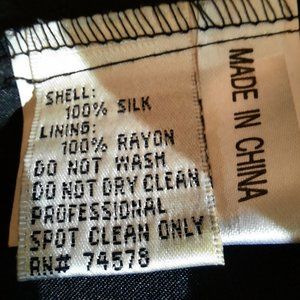 SHELL:
100% SILK
LINING:
100% RAYON
DO NOT WASH
DO NOT DRY CLEAN
PROFESSIONAL
SPOT CLEAN ONLY
RN# 74578
MADE IN CHINA